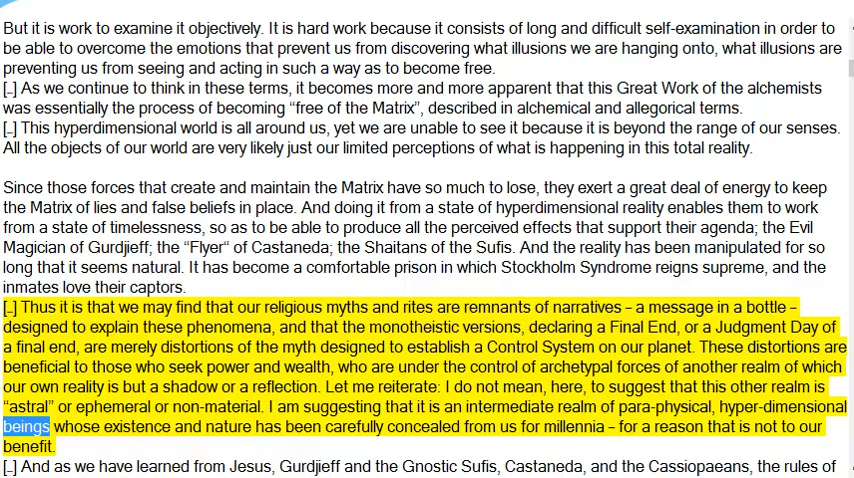 But it is work to examine it objectively. It is hard work because it consists of long and difficult self-examination in order to
be able to overcome the emotions that prevent us from discovering what illusions we are hanging onto, what illusions are
preventing us from seeing and acting in such a way as to become free.
[..] As we continue to think in these terms, it becomes more and more apparent that this Great Work of the alchemists
was essentially the process of becoming “free of the Matrix”, described in alchemical and allegorical terms.
[..] This hyperdimensional world is all around us, yet we are unable to see it because it is beyond the range of our senses.
All the objects of our world are very likely just our limited perceptions of what is happening in this total reality.
Since those forces that create and maintain the Matrix have so much to lose, they exert a great deal of energy to keep
the Matrix of lies and false beliefs in place. And doing it from a state of hyperdimensional reality enables them to work
from a state of timelessness, so as to be able to produce all the perceived effects that support their agenda; the Evil
Magician of Gurdjieff; the “Flyer“ of Castaneda; the Shaitans of the Sufis. And the reality has been manipulated for so
long that it seems natural. It has become a comfortable prison in which Stockholm Syndrome reigns supreme, and the
inmates love their captors.
[..] Thus it is that we may find that our religious myths and rites are remnants of narratives – a message in a bottle –
designed to explain these phenomena, and that the monotheistic versions, declaring a Final End, or a Judgment Day of
a final end, are merely distortions of the myth designed to establish a Control System on our planet. These distortions are
beneficial to those who seek power and wealth, who are under the control of archetypal forces of another realm of which
our own reality is but a shadow or a reflection. Let me reiterate: I do not mean, here, to suggest that this other realm is
“astral” or ephemeral or non-material. I am suggesting that it is an intermediate realm of para-physical, hyper-dimensional
beings whose existence and nature has been carefully concealed from us for millennia – for a reason that is not to our
benefit.
[..] And as we have learned from Jesus, Gurdjieff and the Gnostic Sufis, Castaneda, and the Cassiopaeans, the rules of